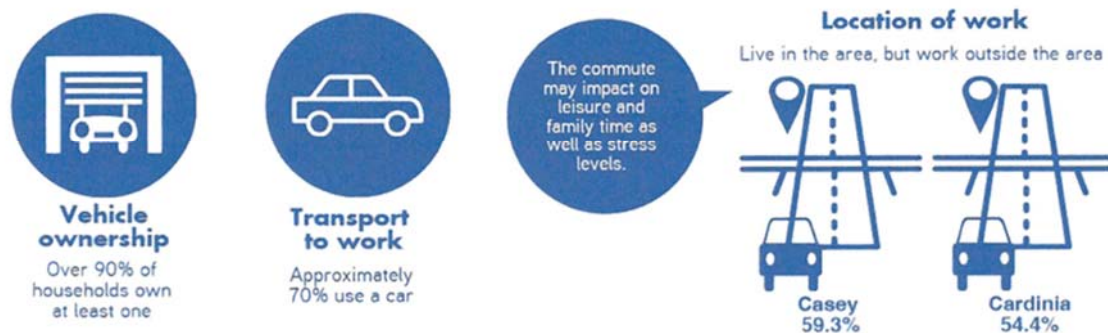 Vehicle
ownership
Over 90% of
households own
at least one
Transport
to work
Approximately
70% use a car
The commute
may impact on
leisure and
family time as
well as stress
levels.
Location of work
Live in the area, but work outside the area
Casey
59.3%
Cardinia
54.4%